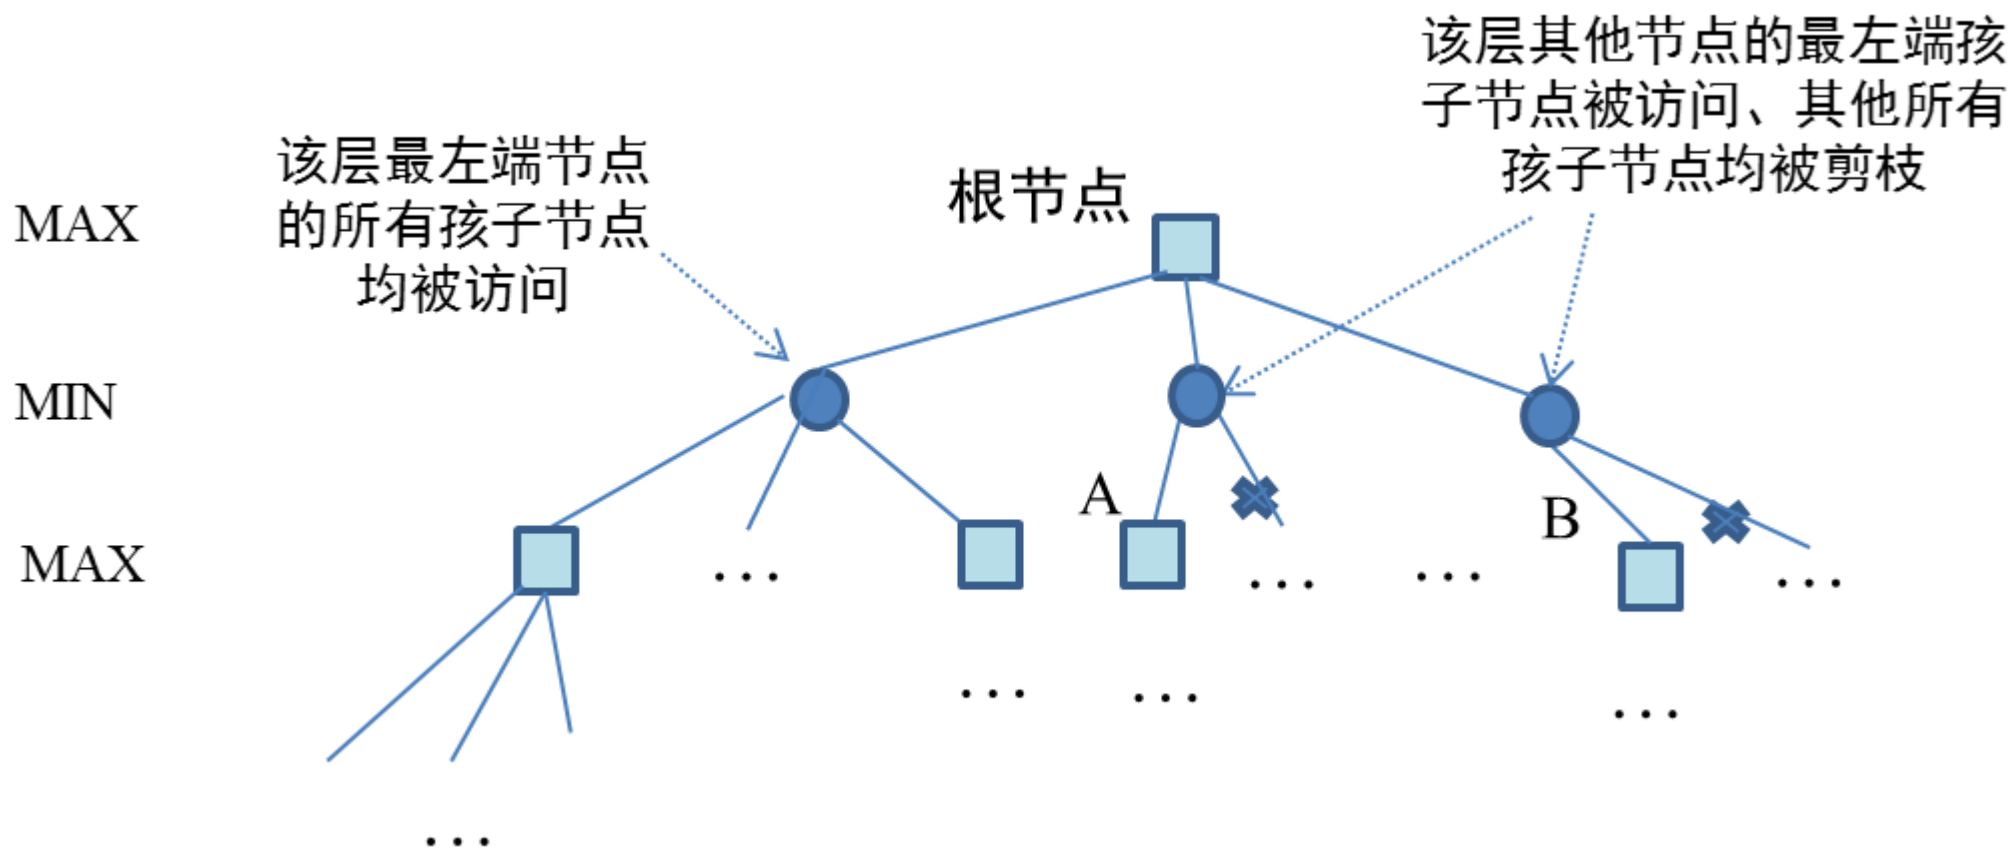 该层其他节点的最左端孩
子节点被访问、其他所有
孩子节点均被剪枝
该层最左端节点
的所有孩子节点
均被访问
根节点
MAX
MIN
A
B
MAX
… … … … …
… … …
…